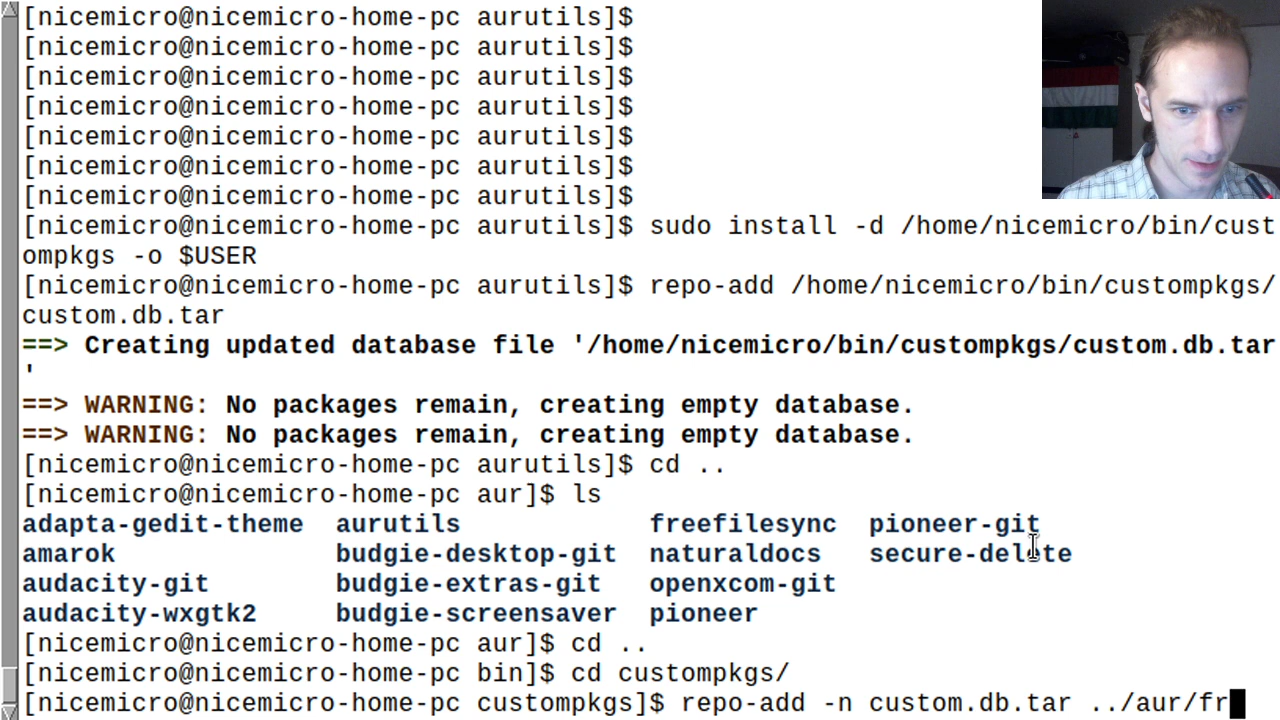 [nicemicro@nicemicro-home-pc aurutils]$
[nicemicro@nicemicro-home-pc aurutils]$
[nicemicro@nicemicro-home-pc aurutils]$
[nicemicro@nicemicro-home-pc aurutils]$
[nicemicro@nicemicro-home-pc aurutils]$
[nicemicro@nicemicro-home-pc aurutils]$
[nicemicro@nicemicro-home-pc aurutils]$
[nicemicro@nicemicro-home-pc aurutils]$ sudo install -d /home/nicemicro/bin/cust
ompkgs -o $USER
[nicemicro@nicemicro-home-pc aurutils]$ repo-add /home/nicemicro/bin/custompkgs/
custom.db.tar
==> Creating updated database file '/home/nicemicro/bin/custompkgs/custom.db.tar
'
==> WARNING: No packages remain, creating empty database.
==> WARNING: No packages remain, creating empty database.
[nicemicro@nicemicro-home-pc aurutils]$ cd ..
[nicemicro@nicemicro-home-pc aur]$ ls
adapta-gedit-theme  aurutils            freefilesync  pioneer-git
amarok              budgie-desktop-git  naturaldocs   secure-delete
audacity-git        budgie-extras-git   openxcom-git
audacity-wxgtk2     budgie-screensaver  pioneer
[nicemicro@nicemicro-home-pc aur]$ cd ..
[nicemicro@nicemicro-home-pc bin]$ cd custompkgs/
[nicemicro@nicemicro-home-pc custompkgs]$ repo-add -n custom.db.tar ../aur/fr